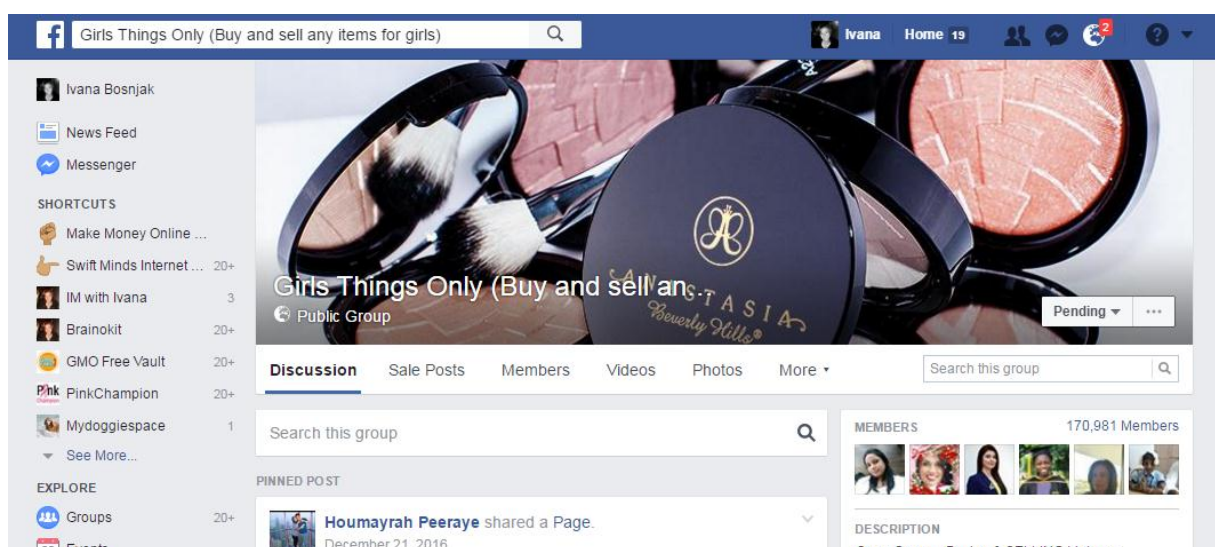 Girls Things Only (Buy and sell any items for girls)
Ivana
Home 19
2
Ivana Bosnjak
News Feed
Messenger
SHORTCUTS
Make Money Online ...
Swift Minds Internet ... 20+
IM with Ivana 3
Brainokit 20+
GMO Free Vault 20+
PinkChampion 20+
Mydoggiespace 1
See More...
EXPLORE
Groups 20+
Events
ANASTASIA
Beverly Hills®
Girls Things Only (Buy and sell an...
Public Group
Pending
Discussion Sale Posts Members Videos Photos More
Search this group
Search this group
PINNED POST
Houmayrah Peeraye shared a Page.
December 21, 2016
MEMBERS 170,981 Members
DESCRIPTION